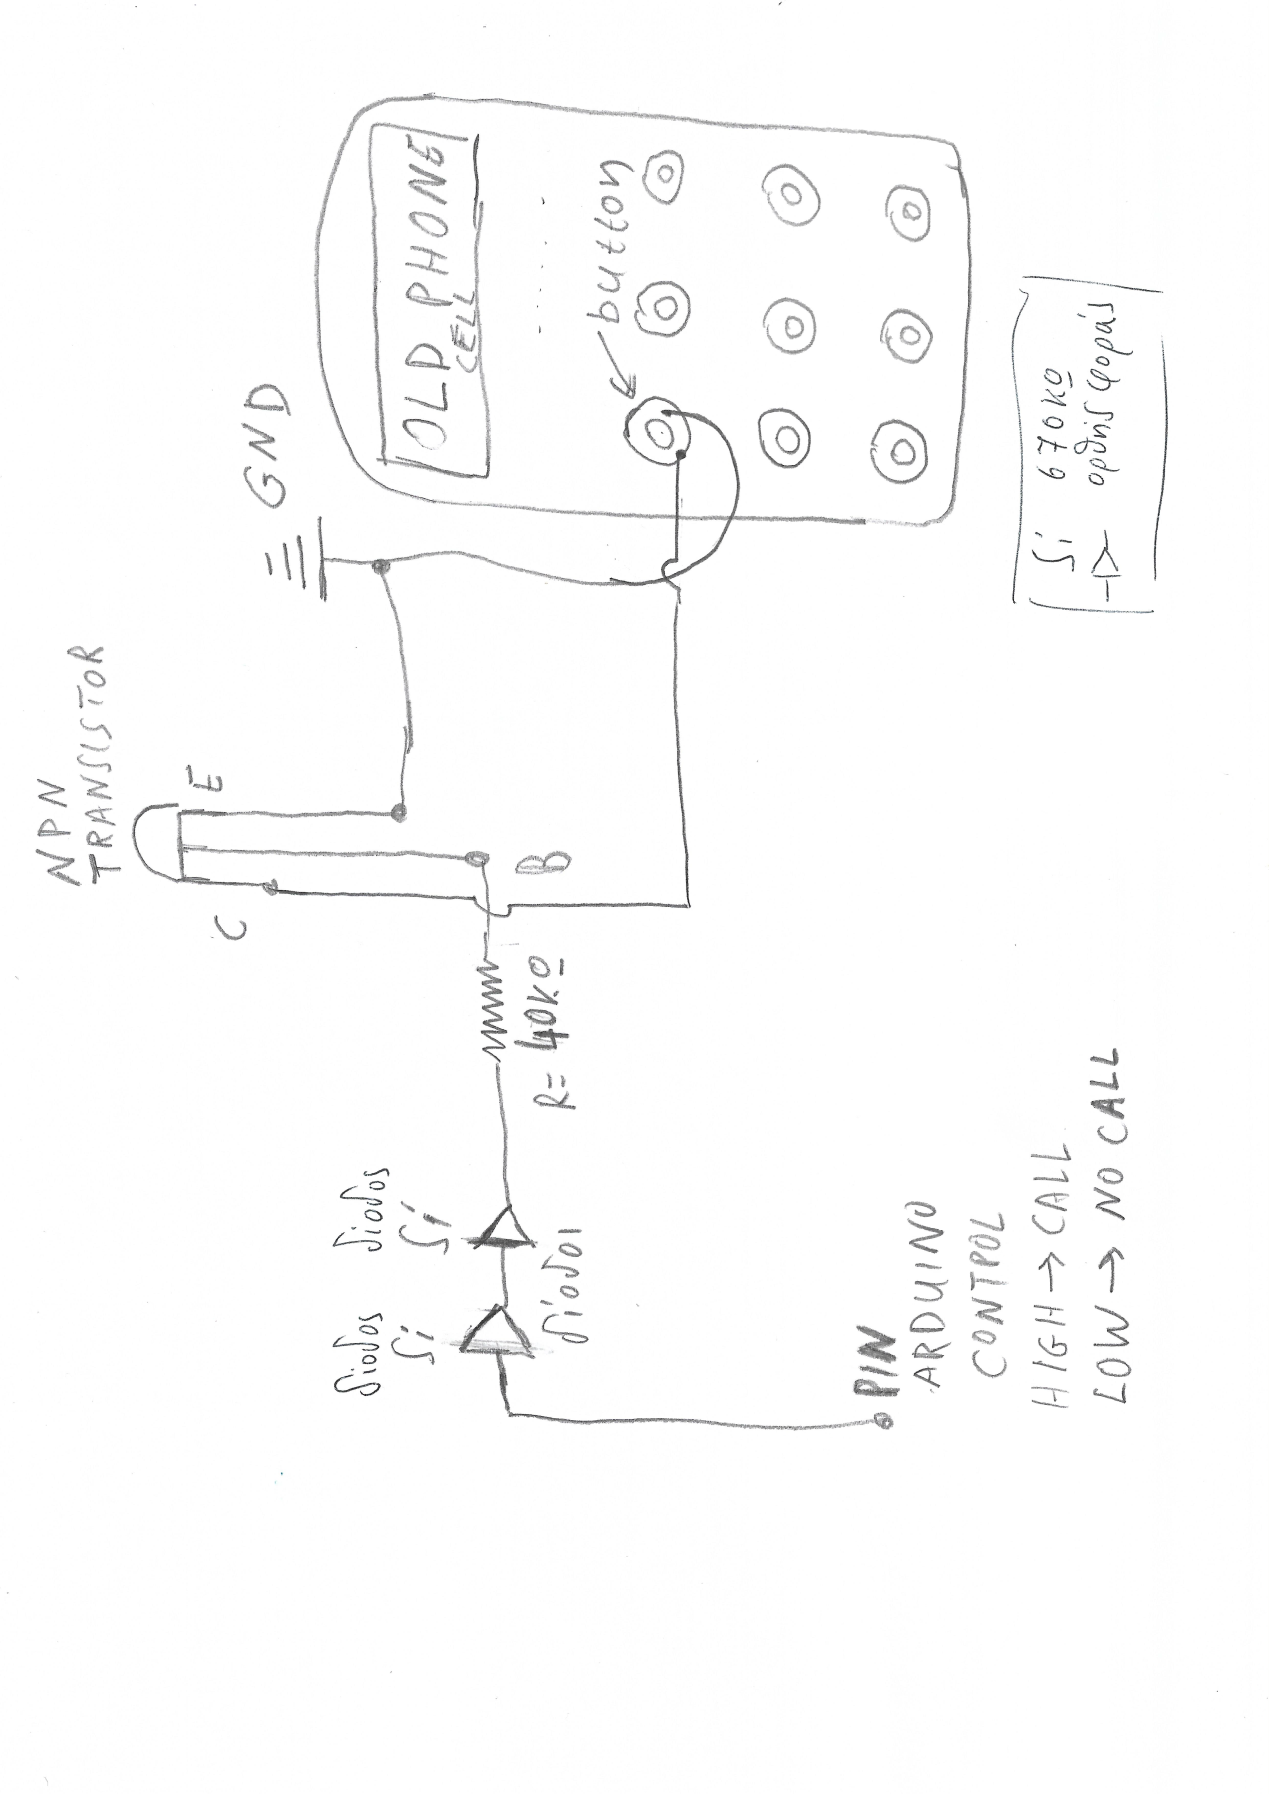 NPN
TRANSISTOR
C
E
B
GND
OLD PHONE
CELL
button
δίοδος
Si
δίοδος
Si
δίοδοι
R= 40KΩ
PIN
ARDUINO
CONTROL
HIGH → CALL
LOW → NO CALL
Si 670KΩ
ορθής φοράς